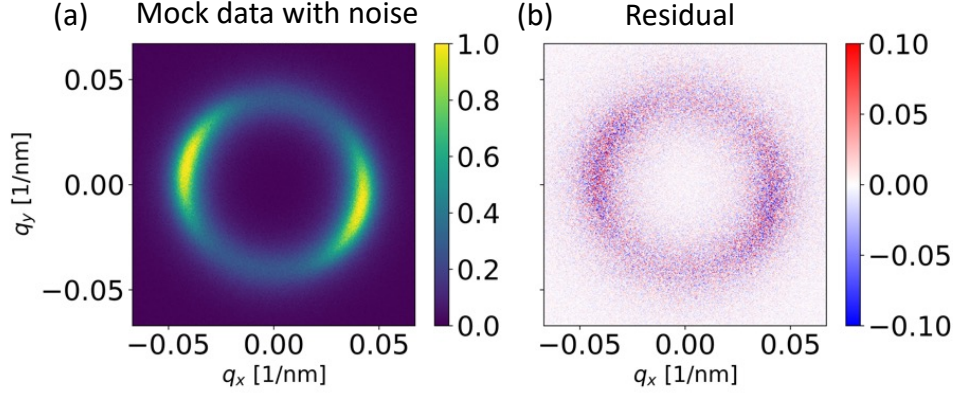 (a) Mock data with noise
0.05
0.00
−0.05
q_y [1/nm]
−0.05 0.00 0.05
q_x [1/nm]
1.0
0.8
0.6
0.4
0.2
0.0
(b) Residual
−0.05 0.00 0.05
q_x [1/nm]
0.10
0.05
0.00
−0.05
−0.10